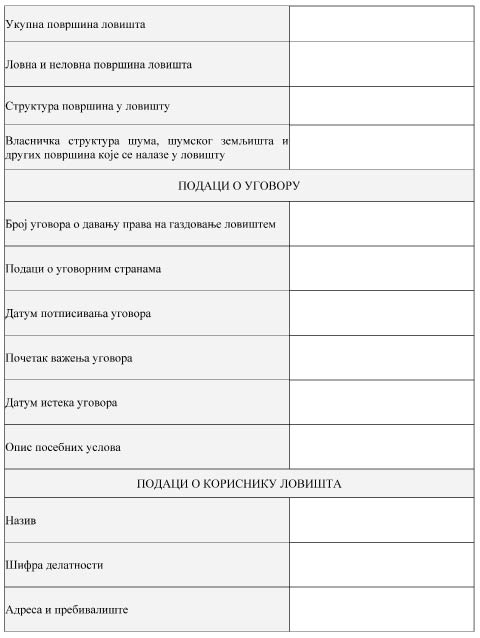 Укупна површина ловишта
Ловна и неловна површина ловишта
Структура површина у ловишту
Власничка структура шума, шумског земљишта и
других површина које се налазе у ловишту
ПОДАЦИ О УГОВОРУ
Број уговора о давању права на газдовање ловиштем
Подаци о уговорним странама
Датум потписивања уговора
Почетак важења уговора
Датум истека уговора
Опис посебних услова
ПОДАЦИ О КОРИСНИКУ ЛОВИШТА
Назив
Шифра делатности
Адреса и пребивалиште